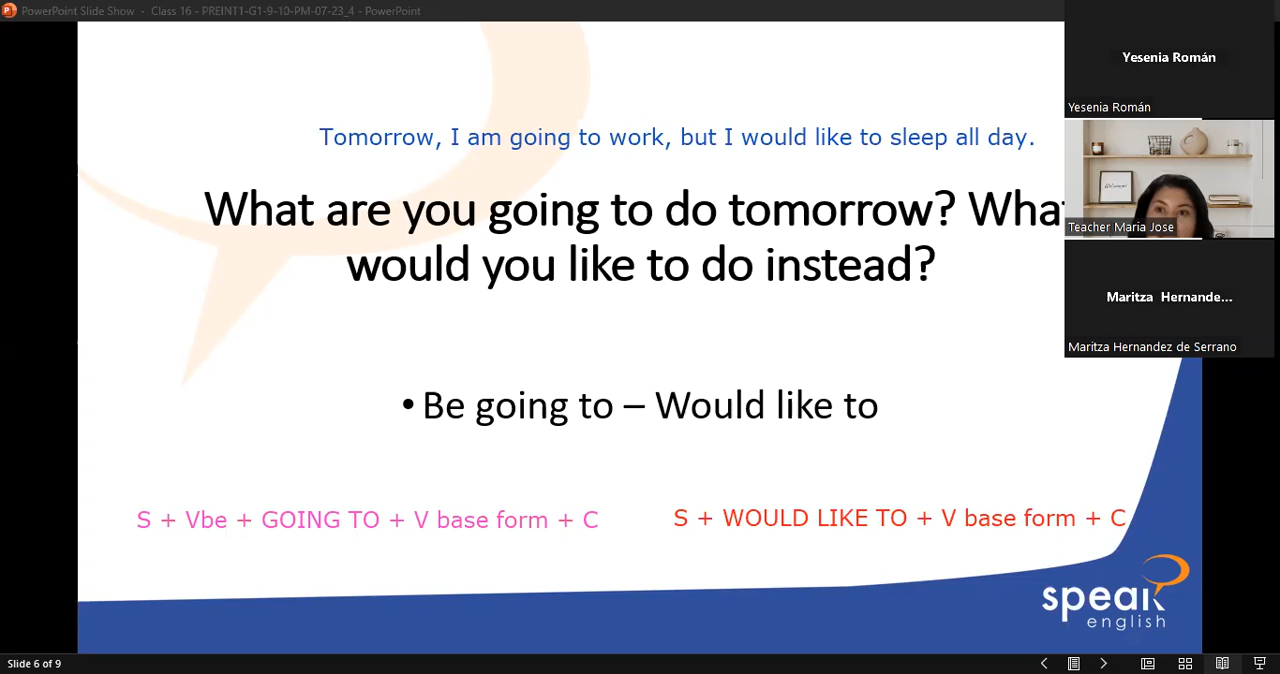 PowerPoint Slide Show - Class 16 - PREINT1-G1-9-10-PM-07-23_4 - PowerPoint
Yesenia Román
Yesenia Román
Tomorrow, I am going to work, but I would like to sleep all day.
What are you going to do tomorrow? What
would you like to do instead?
Teacher Maria Jose
Maritza Hernande...
Maritza Hernandez de Serrano
• Be going to – Would like to
S + Vbe + GOING TO + V base form + C
S + WOULD LIKE TO + V base form + C
speak
english
Slide 6 of 9